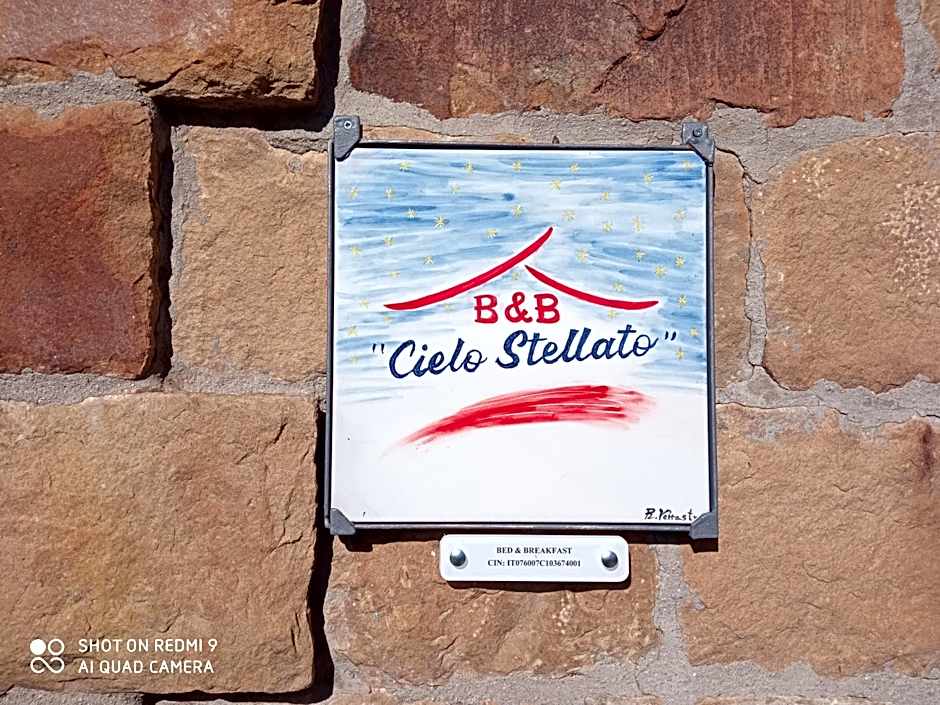 B&B
"Cielo Stellato"
BED & BREAKFAST
CIN: IT076007C103674001
SHOT ON REDMI 9
AI QUAD CAMERA